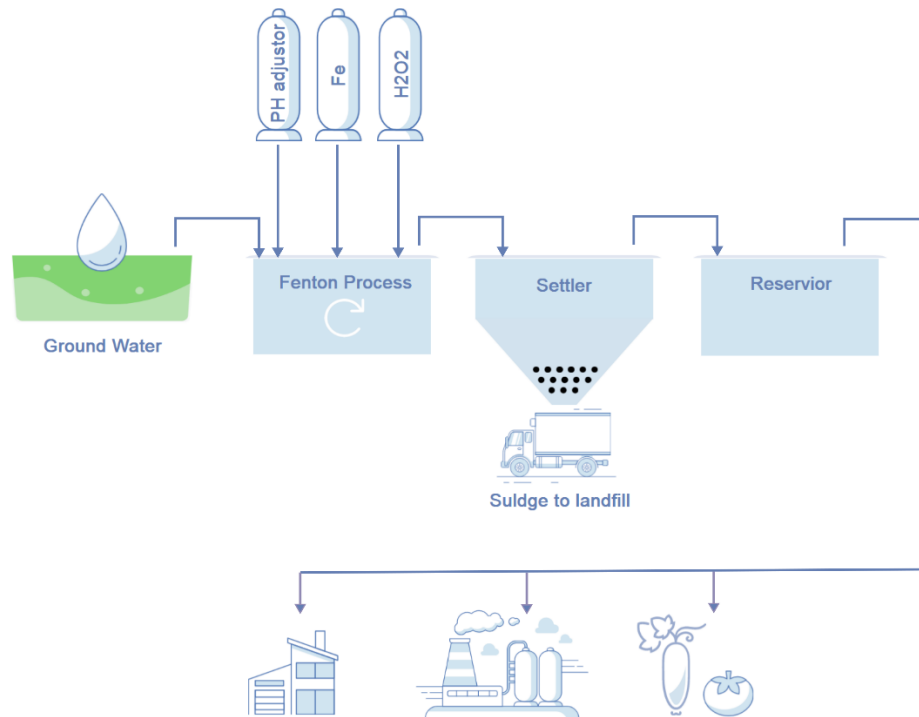 PH adjustor
Fe
H2O2
Fenton Process
Settler
Reservior
Ground Water
Suldge to landfill